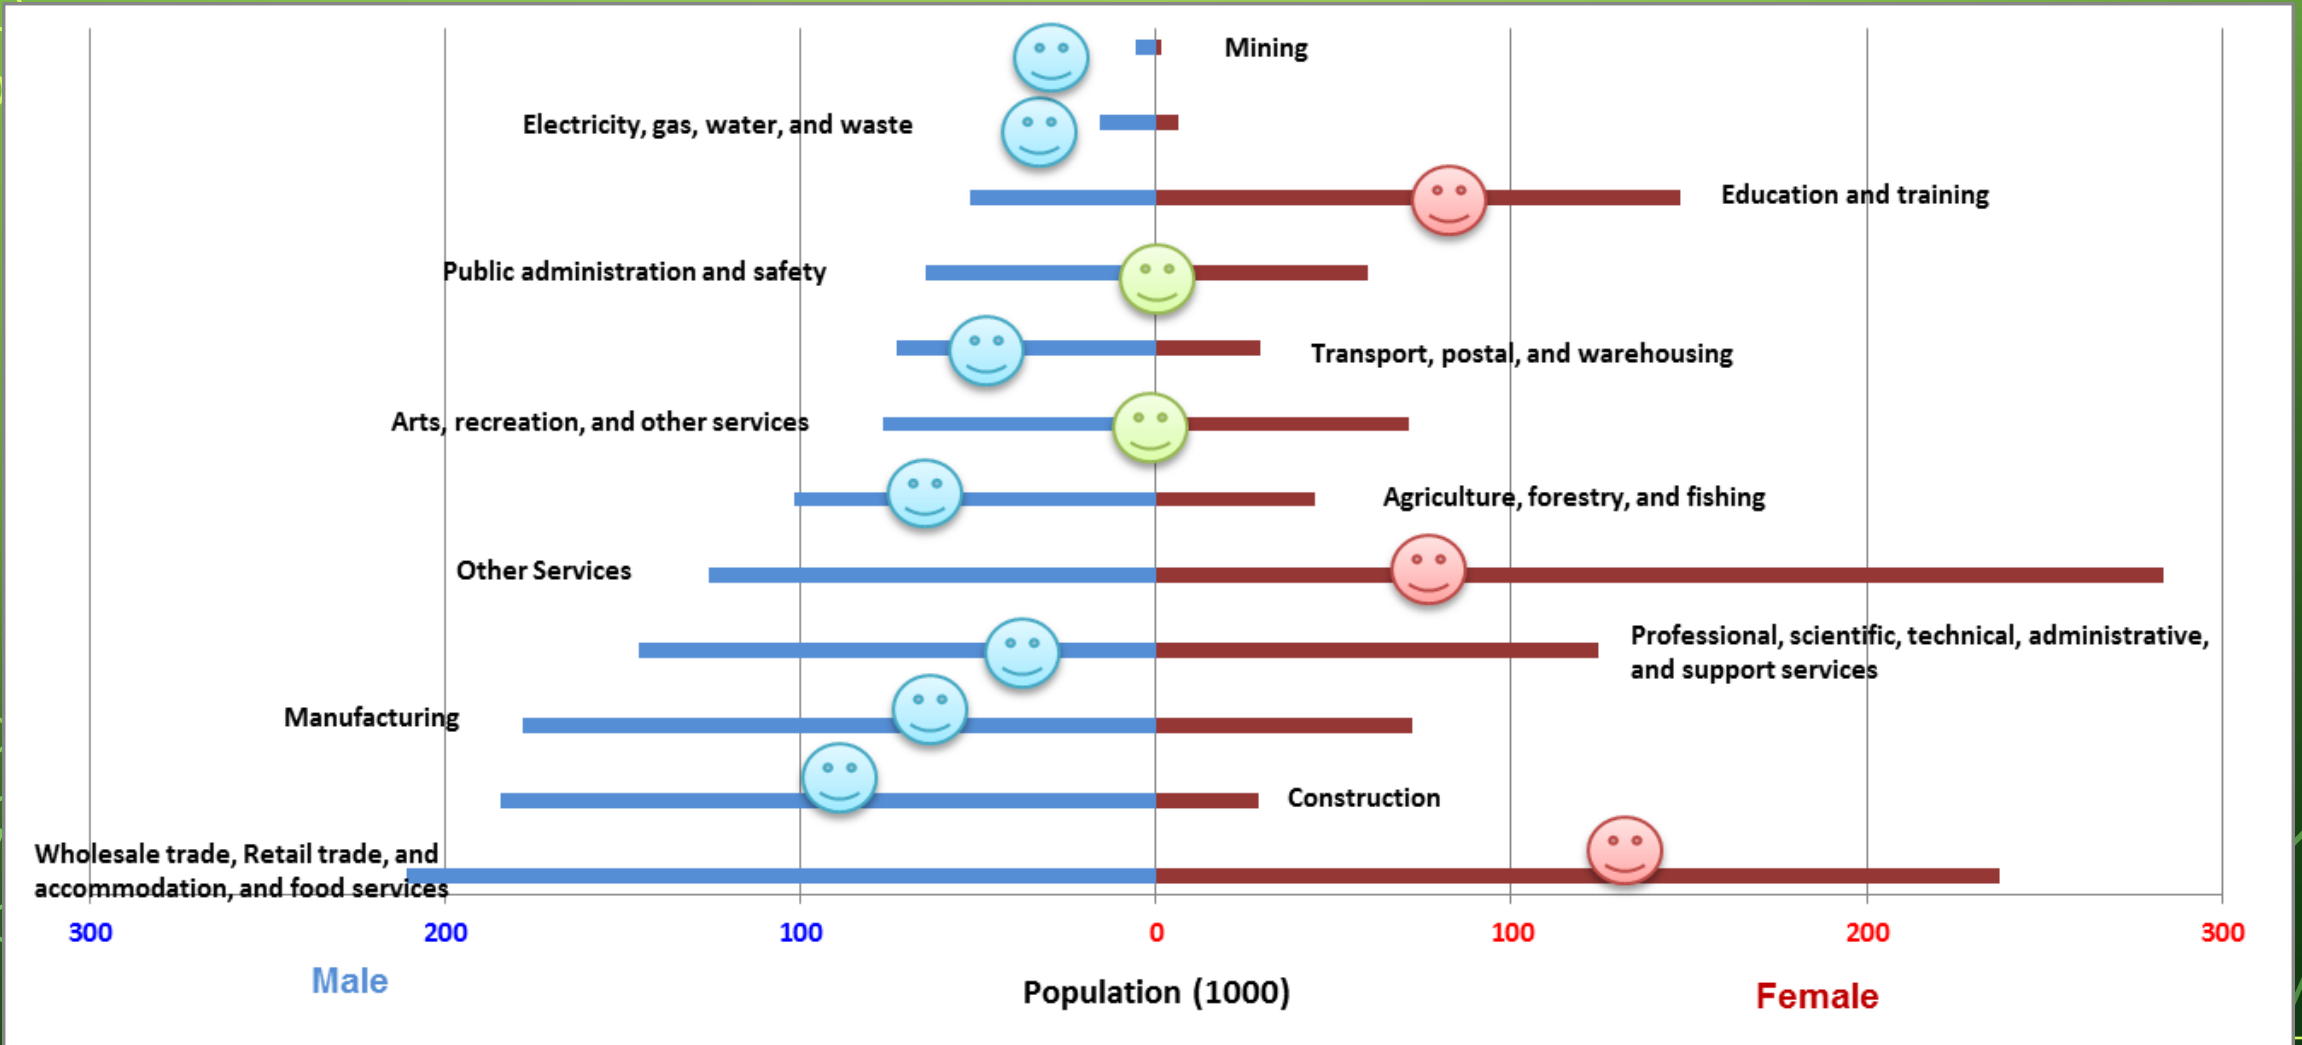 Mining
Electricity, gas, water, and waste
Education and training
Public administration and safety
Transport, postal, and warehousing
Arts, recreation, and other services
Agriculture, forestry, and fishing
Other Services
Professional, scientific, technical, administrative,
and support services
Manufacturing
Construction
Wholesale trade, Retail trade, and
accommodation, and food services
300 200 100 0 100 200 300
Male Population (1000) Female